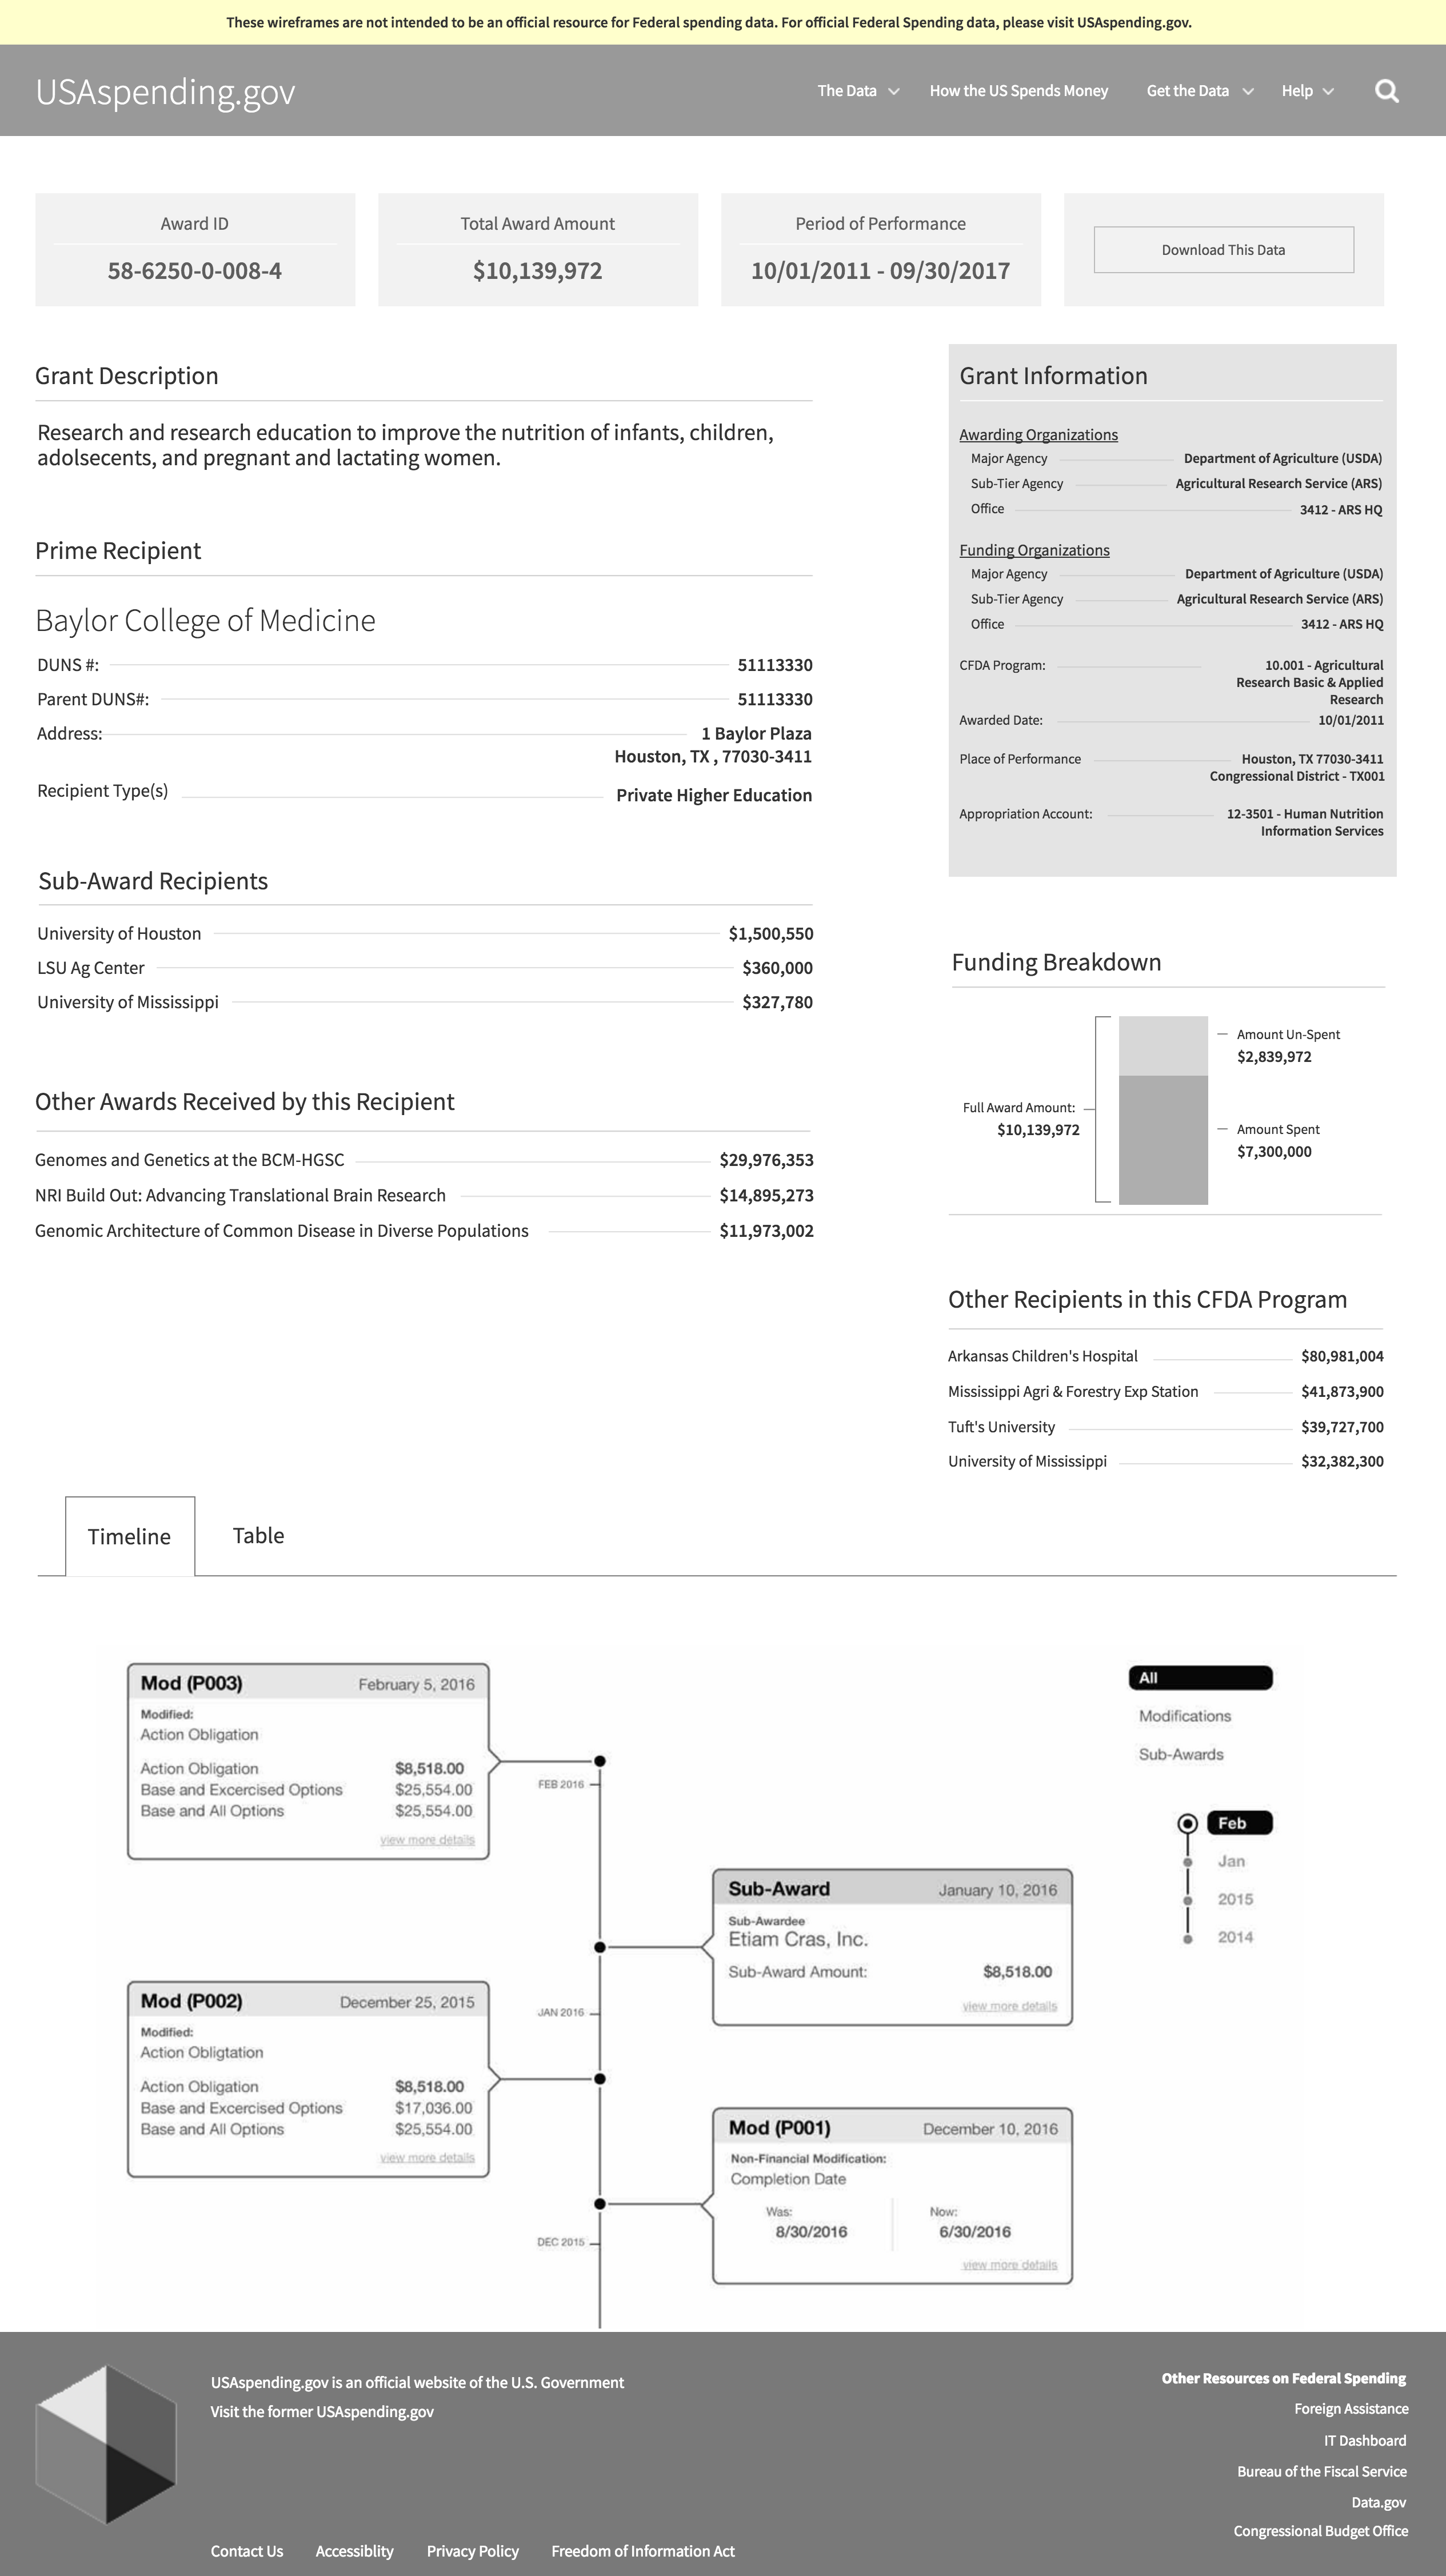 These wireframes are not intended to be an official resource for Federal spending data. For official Federal Spending data, please visit USAspending.gov.
USAspending.gov
The Data
How the US Spends Money
Get the Data
Help
Award ID
58-6250-0-008-4
Total Award Amount
$10,139,972
Period of Performance
10/01/2011 - 09/30/2017
Download This Data
Grant Description
Research and research education to improve the nutrition of infants, children,
adolsecents, and pregnant and lactating women.
Prime Recipient
Baylor College of Medicine
DUNS #: 51113330
Parent DUNS#: 51113330
Address: 1 Baylor Plaza
Houston, TX , 77030-3411
Recipient Type(s) Private Higher Education
Sub-Award Recipients
University of Houston $1,500,550
LSU Ag Center $360,000
University of Mississippi $327,780
Other Awards Received by this Recipient
Genomes and Genetics at the BCM-HGSC $29,976,353
NRI Build Out: Advancing Translational Brain Research $14,895,273
Genomic Architecture of Common Disease in Diverse Populations $11,973,002
Grant Information
Awarding Organizations
Major Agency Department of Agriculture (USDA)
Sub-Tier Agency Agricultural Research Service (ARS)
Office 3412 - ARS HQ
Funding Organizations
Major Agency Department of Agriculture (USDA)
Sub-Tier Agency Agricultural Research Service (ARS)
Office 3412 - ARS HQ
CFDA Program: 10.001 - Agricultural
Research Basic & Applied
Research
Awarded Date: 10/01/2011
Place of Performance Houston, TX 77030-3411
Congressional District - TX001
Appropriation Account: 12-3501 - Human Nutrition
Information Services
Funding Breakdown
Full Award Amount:
$10,139,972
Amount Un-Spent
$2,839,972
Amount Spent
$7,300,000
Other Recipients in this CFDA Program
Arkansas Children's Hospital $80,981,004
Mississippi Agri & Forestry Exp Station $41,873,900
Tuft's University $39,727,700
University of Mississippi $32,382,300
Timeline
Table
Mod (P003) February 5, 2016
Modified:
Action Obligation
Action Obligation $8,518.00
Base and Excercised Options $25,554.00
Base and All Options $25,554.00
view more details
FEB 2016
Sub-Award January 10, 2016
Sub-Awardee
Etiam Cras, Inc.
Sub-Award Amount: $8,518.00
view more details
JAN 2016
Mod (P002) December 25, 2015
Modified:
Action Obligtation
Action Obligation $8,518.00
Base and Excercised Options $17,036.00
Base and All Options $25,554.00
view more details
Mod (P001) December 10, 2016
Non-Financial Modification:
Completion Date
Was: Now:
8/30/2016 6/30/2016
view more details
DEC 2015
All
Modifications
Sub-Awards
Feb
Jan
2015
2014
USAspending.gov is an official website of the U.S. Government
Visit the former USAspending.gov
Contact Us
Accessiblity
Privacy Policy
Freedom of Information Act
Other Resources on Federal Spending
Foreign Assistance
IT Dashboard
Bureau of the Fiscal Service
Data.gov
Congressional Budget Office